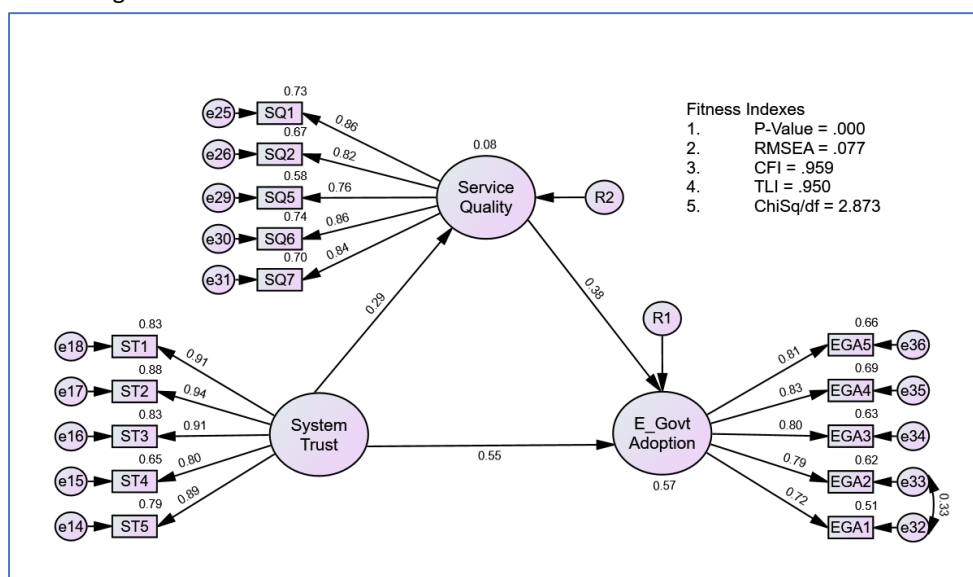 Fitness Indexes
1. P-Value = .000
2. RMSEA = .077
3. CFI = .959
4. TLI = .950
5. ChiSq/df = 2.873
0.73
e25 SQ1 0.86
0.67
e26 SQ2 0.82
0.58
e29 SQ5 0.76
0.74
e30 SQ6 0.86
0.70
e31 SQ7 0.84
0.08
Service
Quality
R2
0.29
0.38
R1
0.83
e18 ST1 0.91
0.88
e17 ST2 0.94
0.83
e16 ST3 0.91
0.65
e15 ST4 0.80
0.79
e14 ST5 0.89
System
Trust
0.55
E_Govt
Adoption
0.57
0.66
0.81 EGA5 e36
0.69
0.83 EGA4 e35
0.63
0.80 EGA3 e34
0.62
0.79 EGA2 e33
0.51
0.72 EGA1 e32
0.33